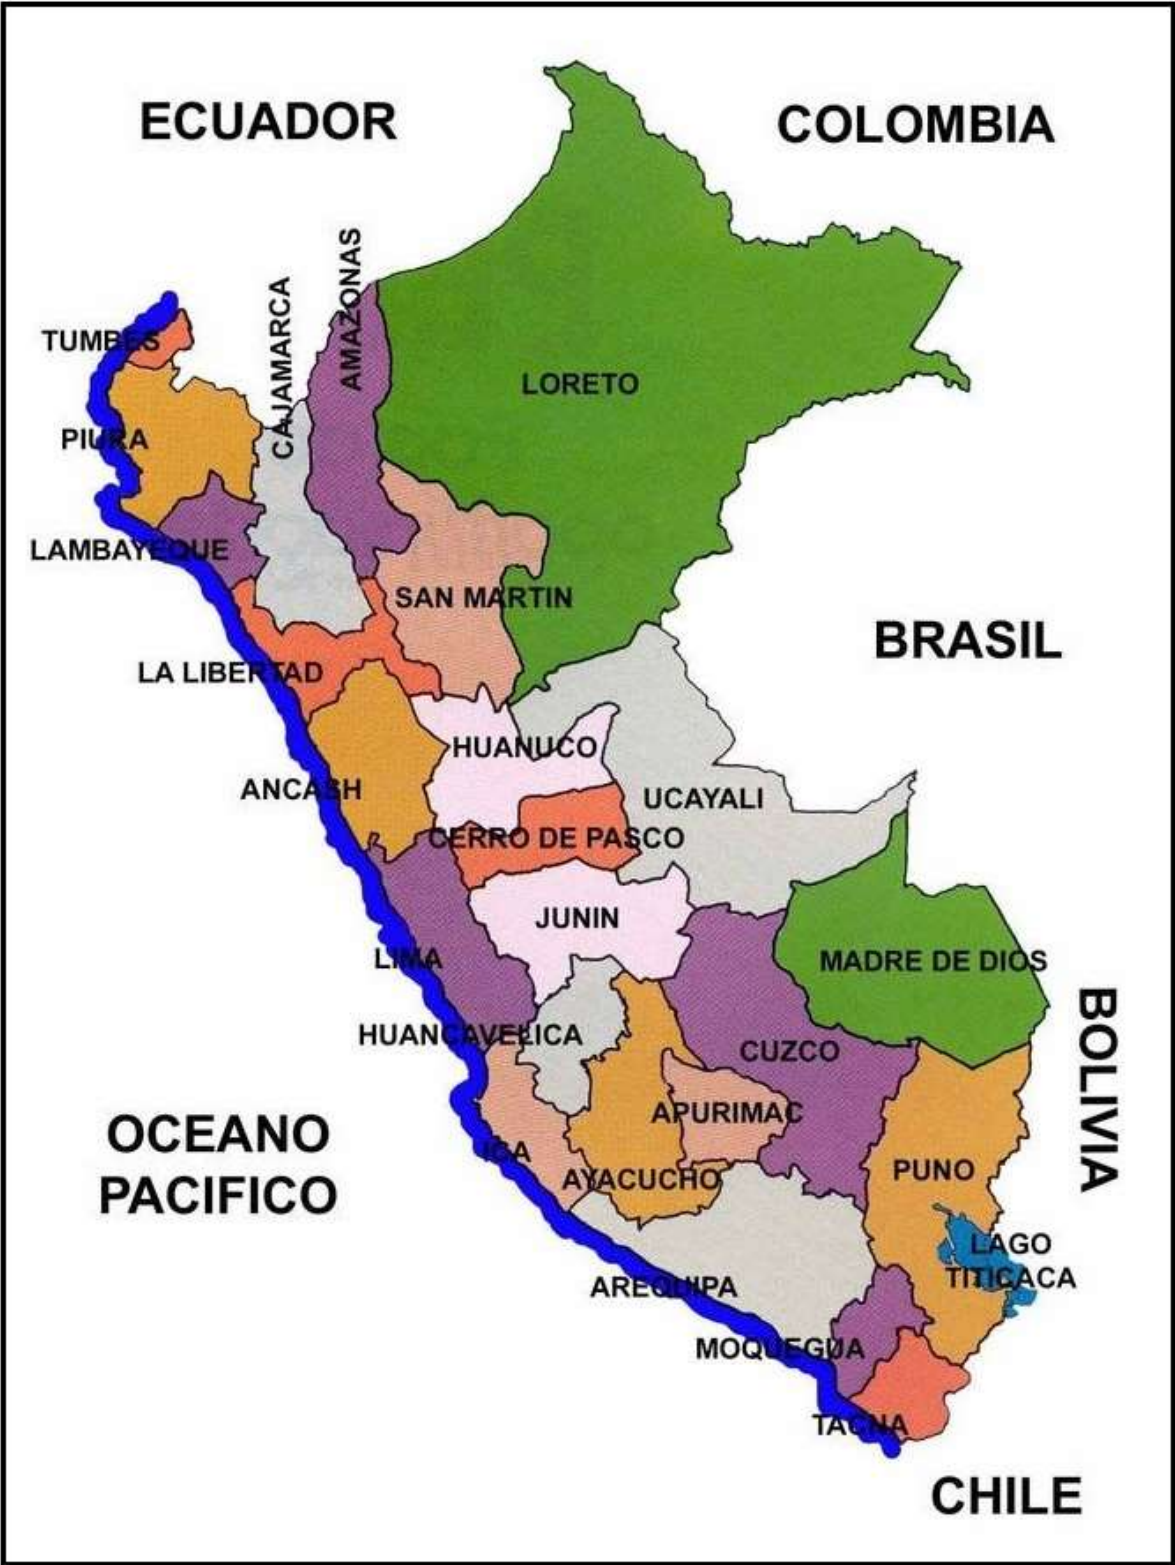 ECUADOR
COLOMBIA
CAJAMARCA
AMAZONAS
TUMBES
LORETO
PIURA
LAMBAYEQUE
SAN MARTIN
BRASIL
LA LIBERTAD
HUANUCO
ANCASH
UCAYALI
CERRO DE PASCO
JUNIN
LIMA
MADRE DE DIOS
HUANCAVELICA
CUZCO
BOLIVIA
APURIMAC
OCEANO
PACIFICO
ICA
AYACUCHO
PUNO
LAGO
TITICACA
AREQUIPA
MOQUEGUA
TACNA
CHILE